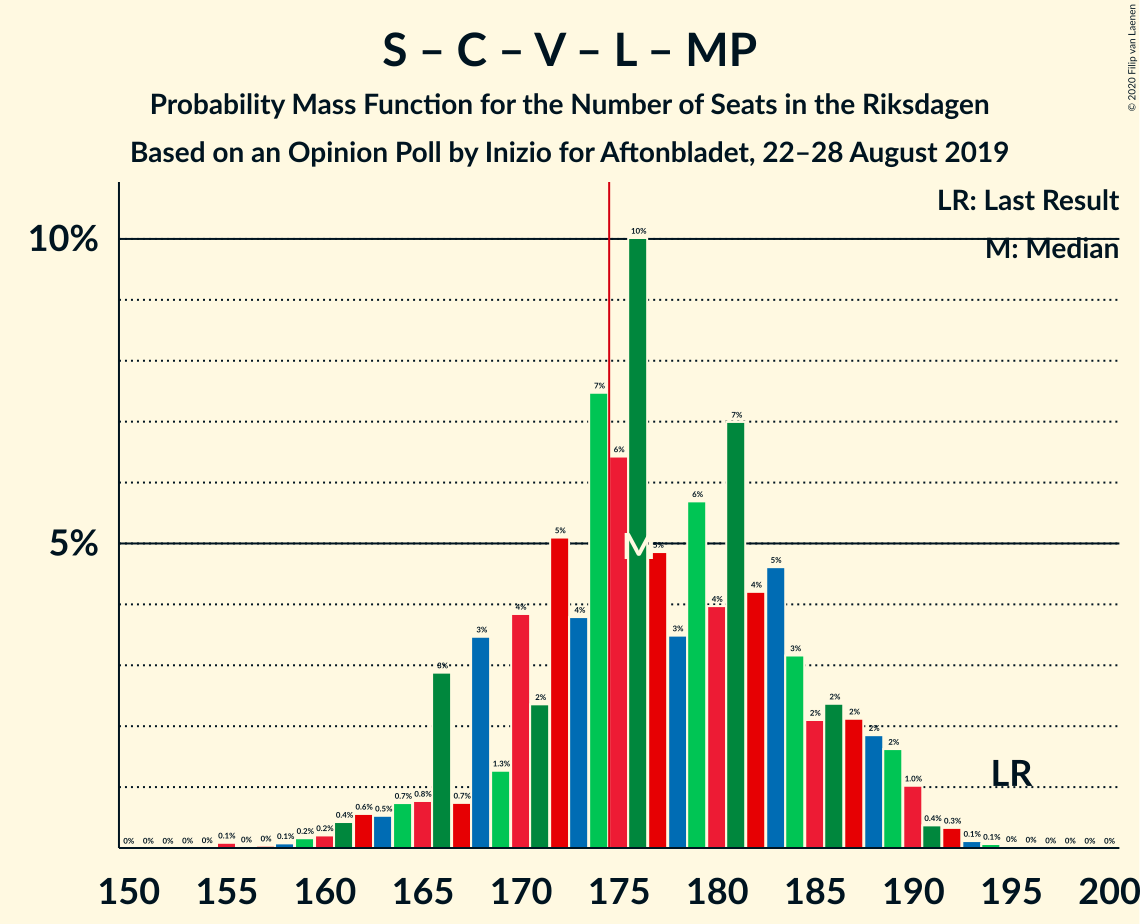 S – C – V – L – MP
Probability Mass Function for the Number of Seats in the Riksdagen
Based on an Opinion Poll by Inizio for Aftonbladet, 22–28 August 2019
© 2020 Filip van Laenen
LR: Last Result
M: Median
10%
5%
0% 0% 0% 0% 0% 0.1% 0% 0% 0.1% 0.2% 0.2% 0.4% 0.6% 0.5% 0.7% 0.8% 3% 0.7% 3% 1.3% 4% 2% 5% 4% 7% 6% 10% 5% 3% 6% 4% 7% 4% 5% 3% 2% 2% 2% 2% 2% 1.0% 0.4% 0.3% 0.1% 0.1% 0% 0% 0% 0% 0% 0%
M
LR
150 155 160 165 170 175 180 185 190 195 200